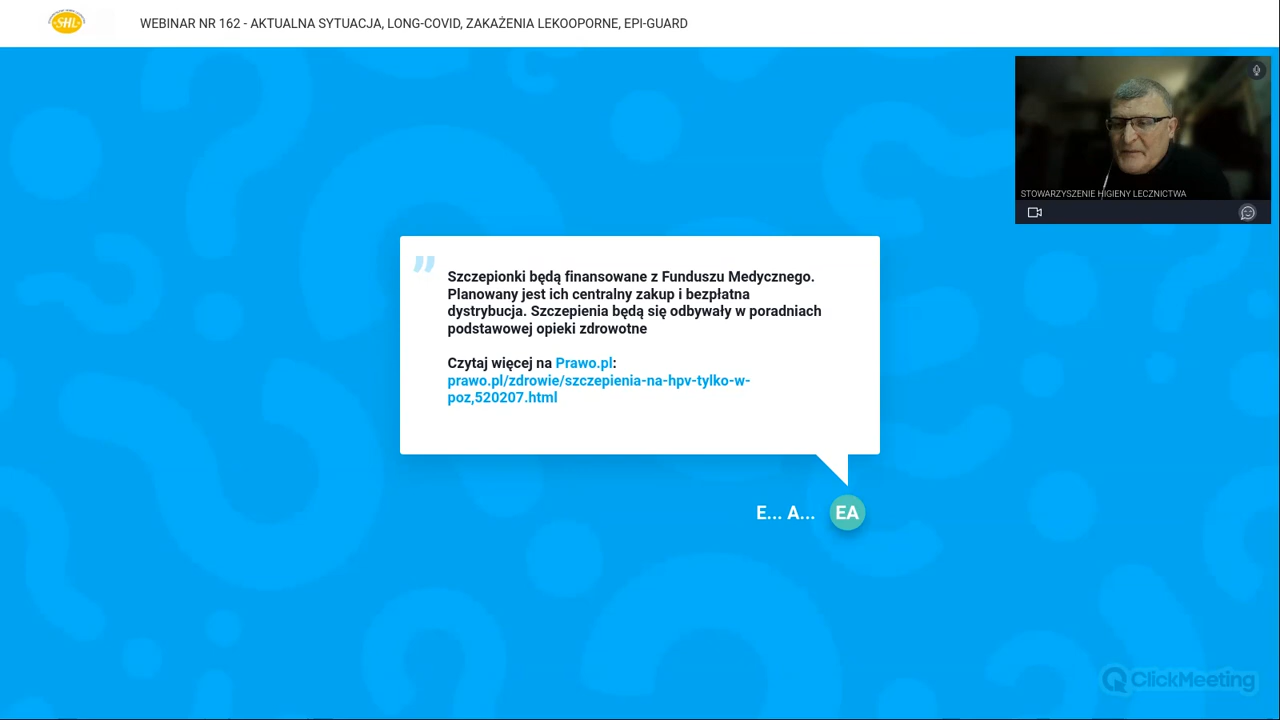 SHL
WEBINAR NR 162 - AKTUALNA SYTUACJA, LONG-COVID, ZAKAŻENIA LEKOOPORNE, EPI-GUARD
STOWARZYSZENIE HIGIENY LECZNICTWA
Szczepionki będą finansowane z Funduszu Medycznego.
Planowany jest ich centralny zakup i bezpłatna
dystrybucja. Szczepienia będą się odbywały w poradniach
podstawowej opieki zdrowotne
Czytaj więcej na Prawo.pl:
prawo.pl/zdrowie/szczepienia-na-hpv-tylko-w-
poz,520207.html
E... A... EA
ClickMeeting